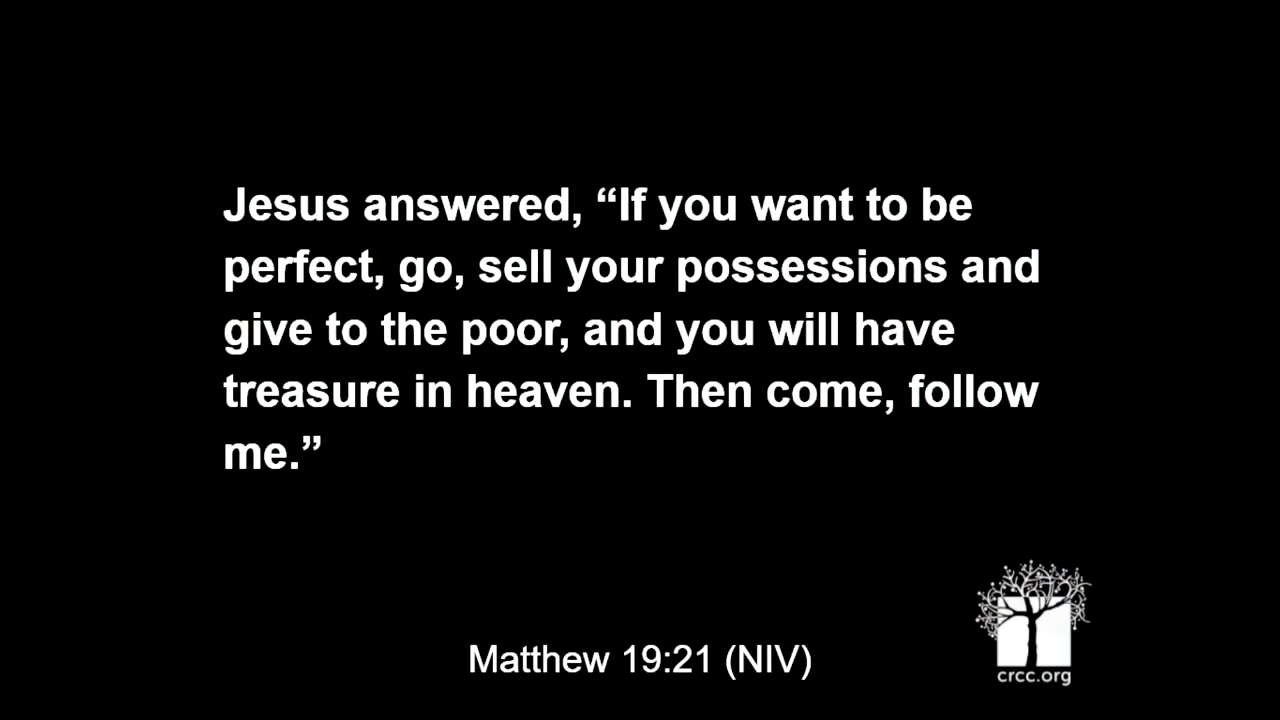 Jesus answered, “If you want to be
perfect, go, sell your possessions and
give to the poor, and you will have
treasure in heaven. Then come, follow
me.”
Matthew 19:21 (NIV)
crcc.org